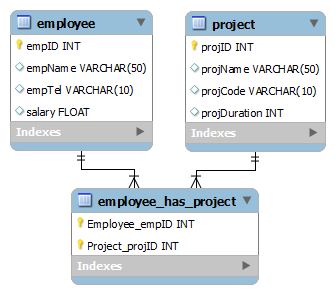 employee
empID INT
empName VARCHAR(50)
empTel VARCHAR(10)
salary FLOAT
Indexes
project
projID INT
projName VARCHAR(50)
projCode VARCHAR(10)
projDuration INT
Indexes
employee_has_project
Employee_empID INT
Project_projID INT
Indexes